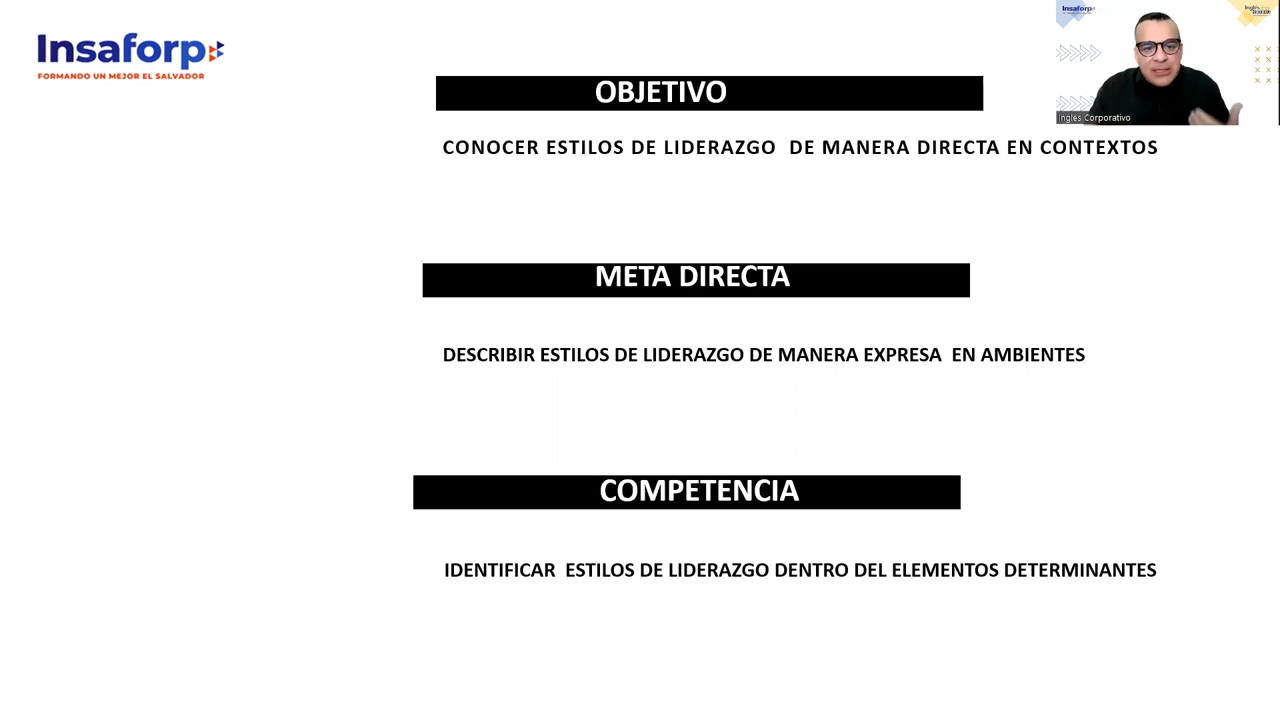 Insaforp
FORMANDO UN MEJOR EL SALVADOR
Insaforp
OBJETIVO
Ingles Corporativo
CONOCER ESTILOS DE LIDERAZGO DE MANERA DIRECTA EN CONTEXTOS
META DIRECTA
DESCRIBIR ESTILOS DE LIDERAZGO DE MANERA EXPRESA EN AMBIENTES
COMPETENCIA
IDENTIFICAR ESTILOS DE LIDERAZGO DENTRO DEL ELEMENTOS DETERMINANTES